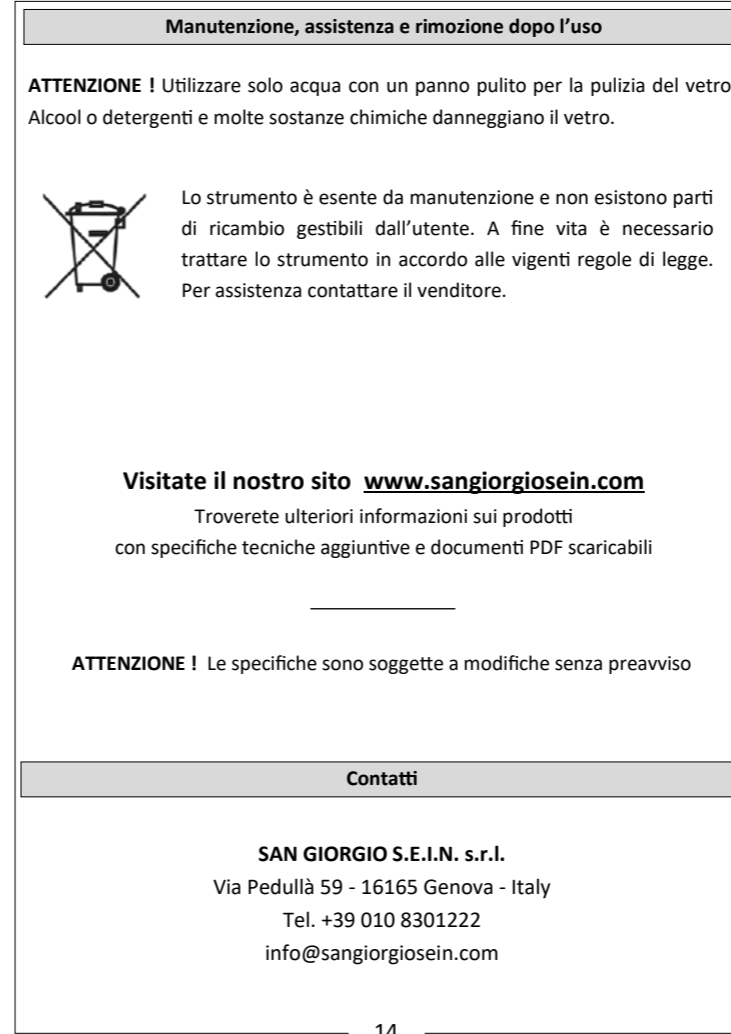 Manutenzione, assistenza e rimozione dopo l’uso
ATTENZIONE ! Utilizzare solo acqua con un panno pulito per la pulizia del vetro
Alcool o detergenti e molte sostanze chimiche danneggiano il vetro.
Lo strumento è esente da manutenzione e non esistono parti
di ricambio gestibili dall’utente. A fine vita è necessario
trattare lo strumento in accordo alle vigenti regole di legge.
Per assistenza contattare il venditore.
Visitate il nostro sito www.sangiorgiosein.com
Troverete ulteriori informazioni sui prodotti
con specifiche tecniche aggiuntive e documenti PDF scaricabili
ATTENZIONE ! Le specifiche sono soggette a modifiche senza preavviso
Contatti
SAN GIORGIO S.E.I.N. s.r.l.
Via Pedullà 59 - 16165 Genova - Italy
Tel. +39 010 8301222
info@sangiorgiosein.com
14